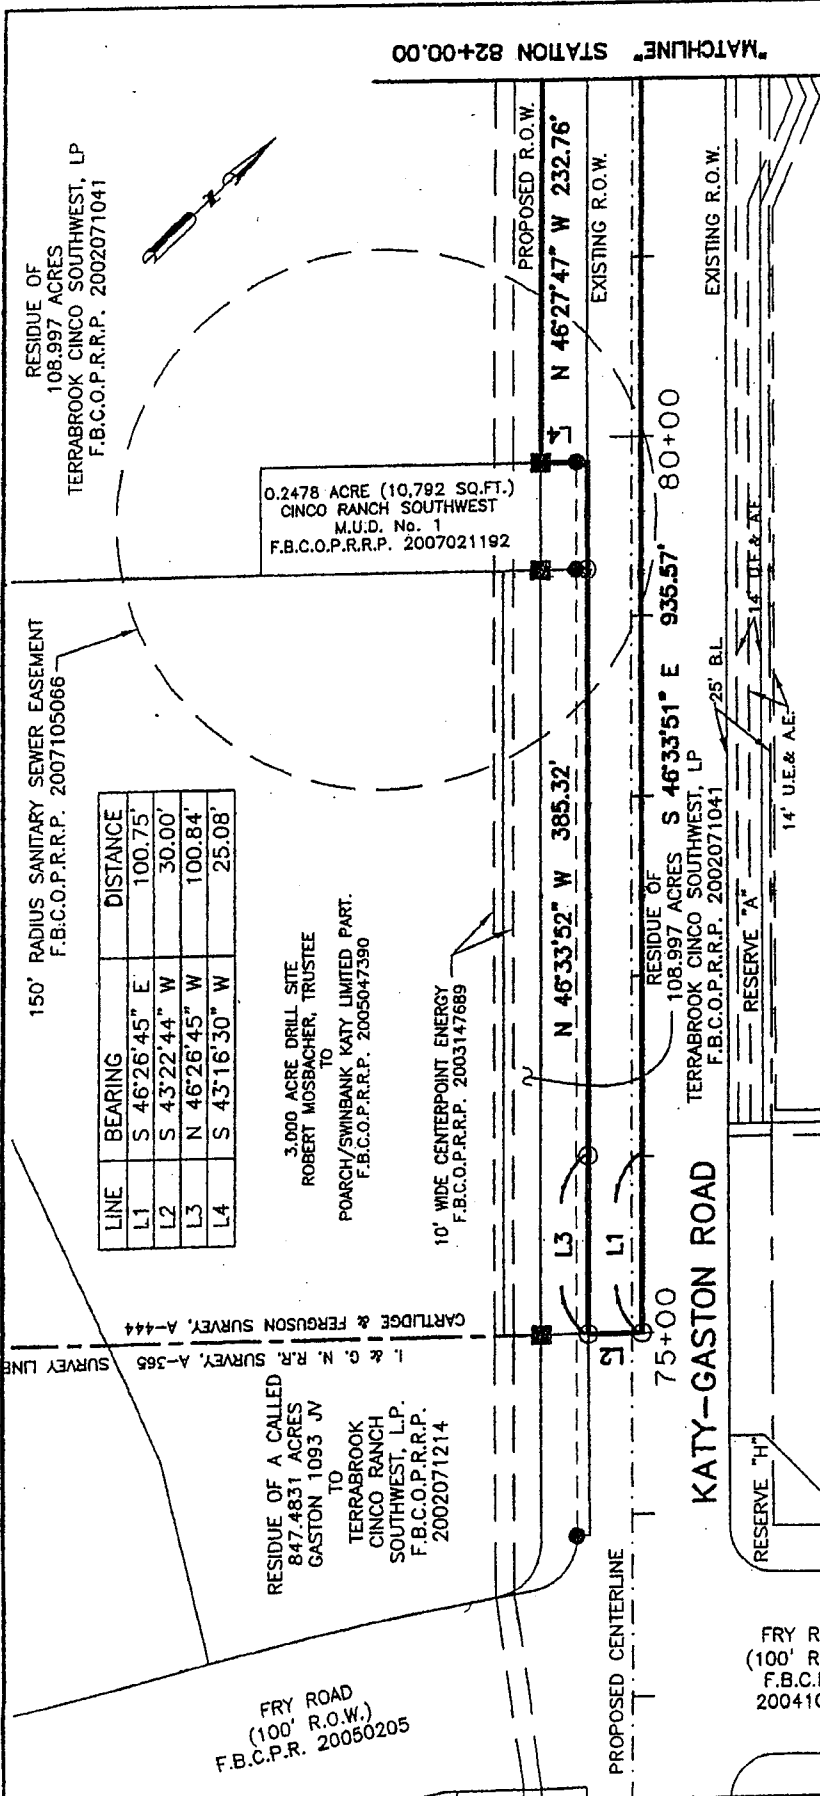 "MATCHLINE" STATION 82+00.00
RESIDUE OF
108.997 ACRES
TERRABROOK CINCO SOUTHWEST, LP
F.B.C.O.P.R.R.P. 2002071041
N
PROPOSED R.O.W.
N 46°27'47" W 232.76'
EXISTING R.O.W.
EXISTING R.O.W.
L4
80+00
0.2478 ACRE (10,792 SQ.FT.)
CINCO RANCH SOUTHWEST
M.U.D. No. 1
F.B.C.O.P.R.R.P. 2007021192
150' RADIUS SANITARY SEWER EASEMENT
F.B.C.O.P.R.R.P. 2007105066
LINE BEARING DISTANCE
L1 S 46°26'45" E 100.75'
L2 S 43°22'44" W 30.00'
L3 N 46°26'45" W 100.84'
L4 S 43°16'30" W 25.08'
3.000 ACRE DRILL SITE
ROBERT MOSBACHER, TRUSTEE
TO
POARCH/SWINBANK KATY LIMITED PART.
F.B.C.O.P.R.R.P. 2005047390
10' WIDE CENTERPOINT ENERGY
F.B.C.O.P.R.R.P. 2003147689
N 46°33'52" W 385.32'
S 46°33'51" E 935.57'
RESIDUE OF
108.997 ACRES
TERRABROOK CINCO SOUTHWEST, LP
F.B.C.O.P.R.R.P. 2002071041
14' U.E.& A.E.
25' B.L.
14' U.E.& A.E.
RESERVE "A"
L3
L1
L2
75+00
KATY-GASTON ROAD
CARTLIDGE & FERGUSON SURVEY, A-444
I. & G. N. R.R. SURVEY, A-365
SURVEY LINE
RESIDUE OF A CALLED
847.4831 ACRES
GASTON 1093 JV
TO
TERRABROOK
CINCO RANCH
SOUTHWEST, L.P.
F.B.C.O.P.R.R.P.
2002071214
RESERVE "H"
PROPOSED CENTERLINE
FRY ROAD
(100' R.O.W.)
F.B.C.P.R. 20050205
FRY R
(100' R
F.B.C.
200410